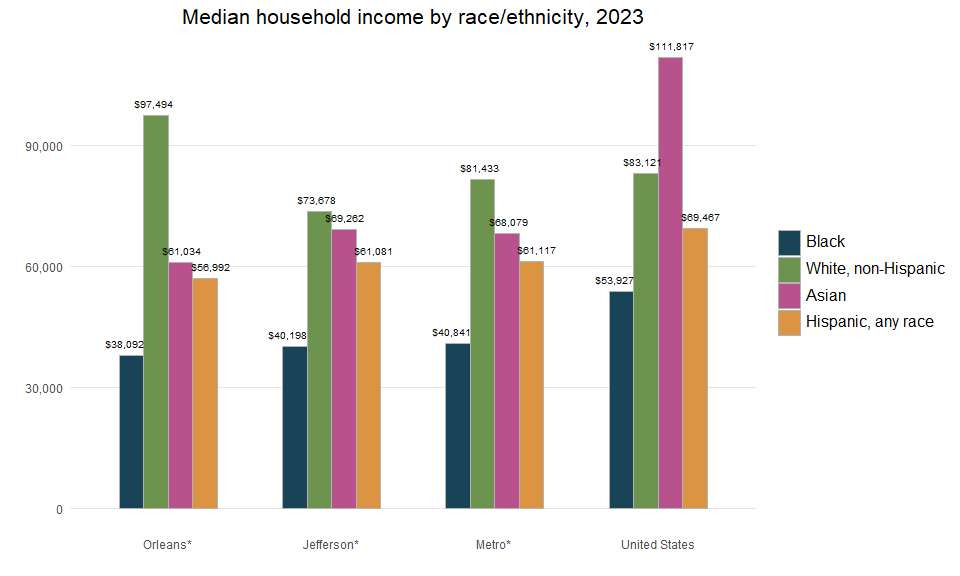 Median household income by race/ethnicity, 2023
$111,817
$97,494
$83,121
$81,433
$73,678
$69,262
$68,079
$69,467
$61,034
$56,992
$61,081
$61,117
$53,927
$38,092
$40,198
$40,841
90,000
60,000
30,000
0
Orleans*
Jefferson*
Metro*
United States
Black
White, non-Hispanic
Asian
Hispanic, any race